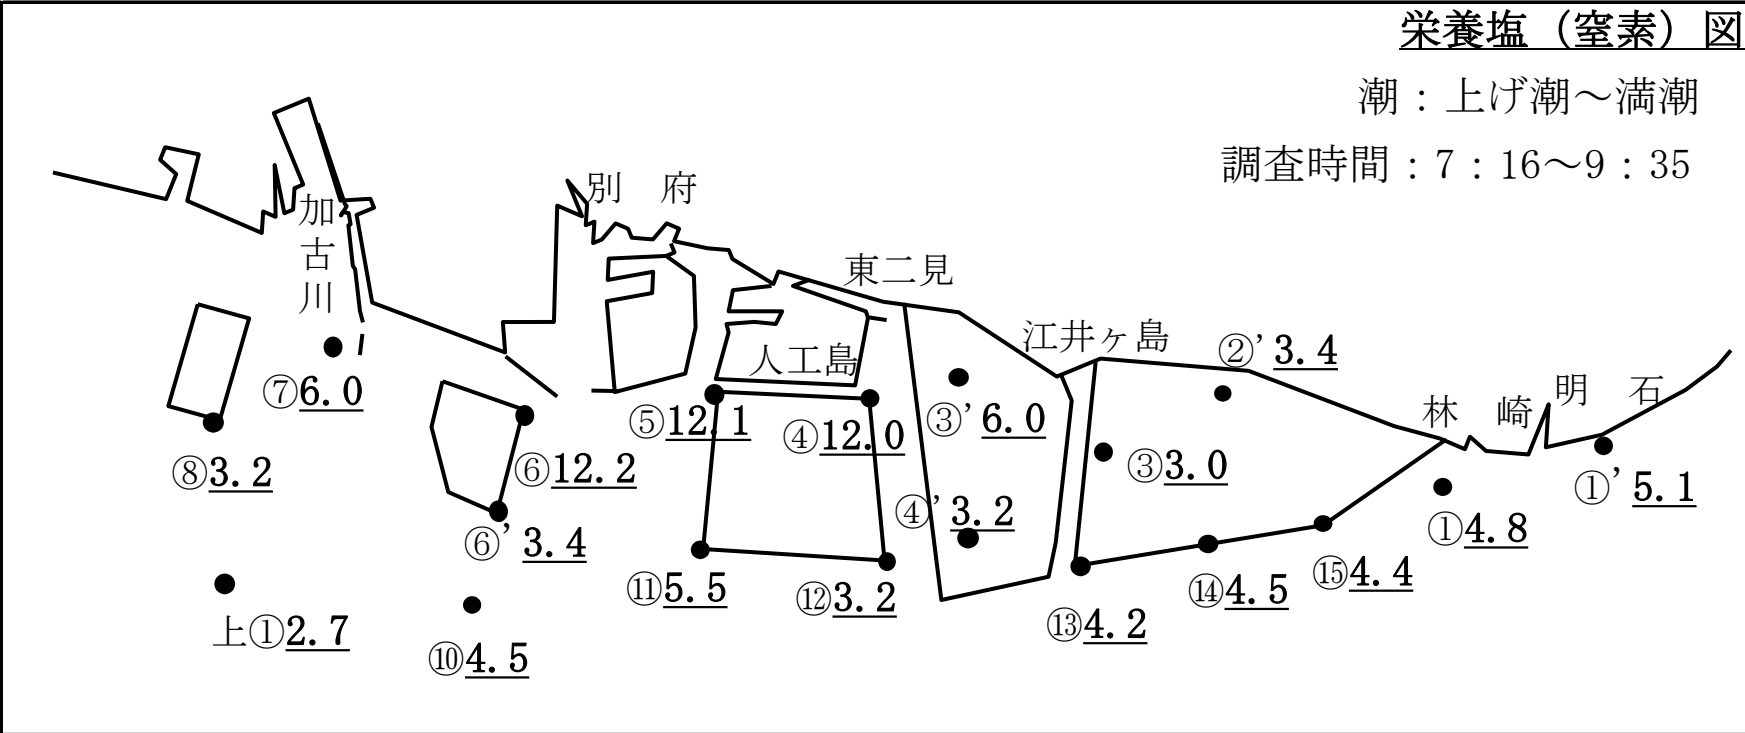 栄養塩（窒素）図
潮：上げ潮～満潮
調査時間：7：16～9：35
別　府
加古川
東二見
江井ヶ島
②' 3.4
人工島
⑦6.0
明　石
林　崎
⑤12.1
④12.0
③' 6.0
⑧3.2
⑥12.2
③3.0
①' 5.1
④' 3.2
①4.8
⑥' 3.4
⑪5.5
⑫3.2
⑭4.5
⑮4.4
上①2.7
⑬4.2
⑩4.5